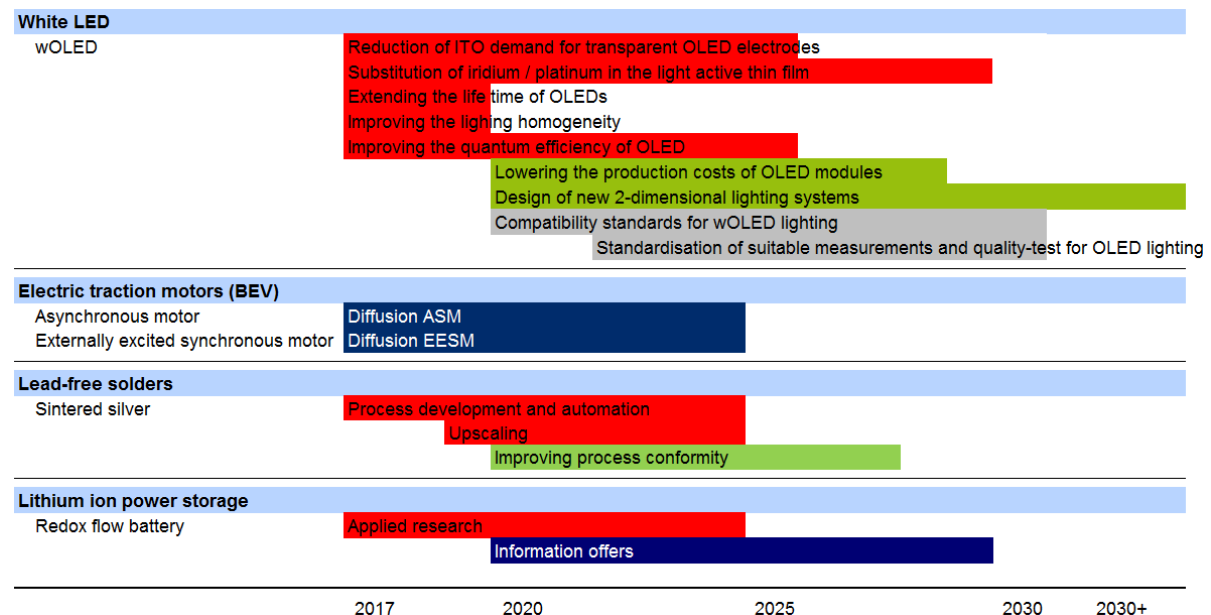 White LED
wOLED
Reduction of ITO demand for transparent OLED electrodes
Substitution of iridium / platinum in the light active thin film
Extending the life time of OLEDs
Improving the lighing homogeneity
Improving the quantum efficiency of OLED
Lowering the production costs of OLED modules
Design of new 2-dimensional lighting systems
Compatibility standards for wOLED lighting
Standardisation of suitable measurements and quality-test for OLED lighting
Electric traction motors (BEV)
Asynchronous motor Diffusion ASM
Externally excited synchronous motor Diffusion EESM
Lead-free solders
Sintered silver Process development and automation
Upscaling
Improving process conformity
Lithium ion power storage
Redox flow battery Applied research
Information offers
2017 2020 2025 2030 2030+